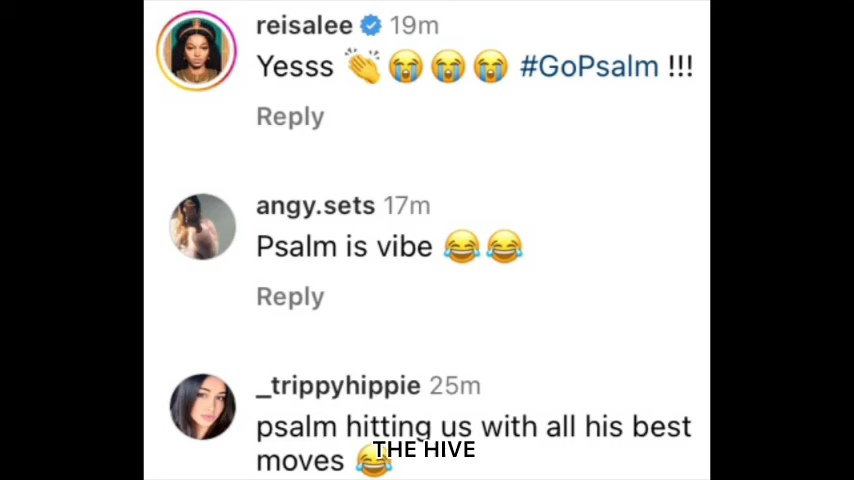 reisalee 19m
Yesss 👏😭😭😭 #GoPsalm !!!
Reply
angy.sets 17m
Psalm is vibe 😂😂
Reply
_trippyhippie 25m
psalm hitting us with all his best
moves 😂
THE HIVE